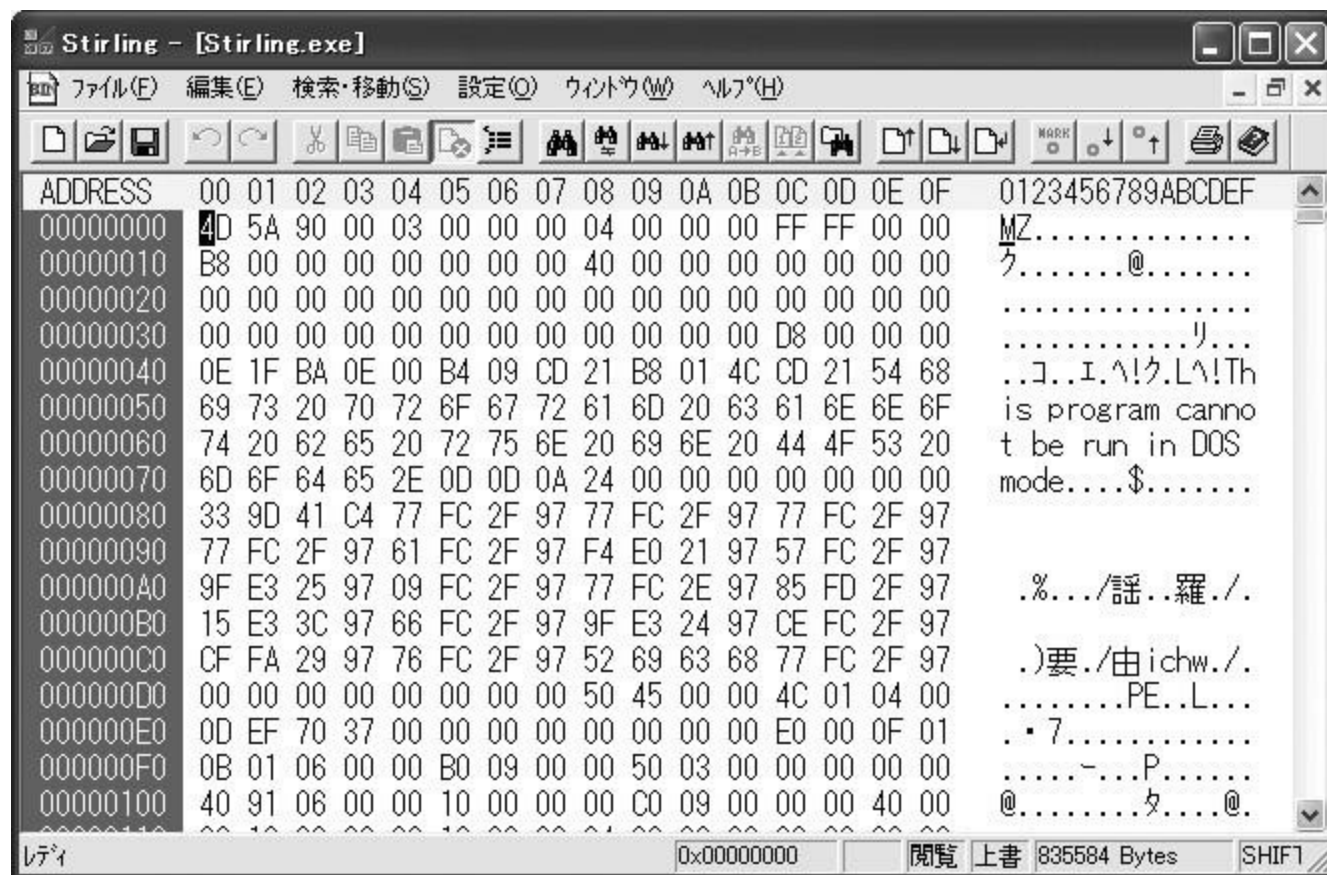 Stirling - [Stirling.exe]
ファイル(F) 編集(E) 検索･移動(S) 設定(O) ウィンドウ(W) ヘルプ(H)
MARK
A→B
ADDRESS 00 01 02 03 04 05 06 07 08 09 0A 0B 0C 0D 0E 0F 0123456789ABCDEF
00000000 4D 5A 90 00 03 00 00 00 04 00 00 00 FF FF 00 00 MZ..............
00000010 B8 00 00 00 00 00 00 00 40 00 00 00 00 00 00 00 ク.......@.......
00000020 00 00 00 00 00 00 00 00 00 00 00 00 00 00 00 00 ................
00000030 00 00 00 00 00 00 00 00 00 00 00 00 D8 00 00 00 ............リ...
00000040 0E 1F BA 0E 00 B4 09 CD 21 B8 01 4C CD 21 54 68 ..コ..エ.ヘ!ク.Lヘ!Th
00000050 69 73 20 70 72 6F 67 72 61 6D 20 63 61 6E 6E 6F is program canno
00000060 74 20 62 65 20 72 75 6E 20 69 6E 20 44 4F 53 20 t be run in DOS
00000070 6D 6F 64 65 2E 0D 0D 0A 24 00 00 00 00 00 00 00 mode....$.......
00000080 33 9D 41 C4 77 FC 2F 97 77 FC 2F 97 77 FC 2F 97
00000090 77 FC 2F 97 61 FC 2F 97 F4 E0 21 97 57 FC 2F 97
000000A0 9F E3 25 97 09 FC 2F 97 77 FC 2E 97 85 FD 2F 97 .%.../謡..羅./.
000000B0 15 E3 3C 97 66 FC 2F 97 9F E3 24 97 CE FC 2F 97
000000C0 CF FA 29 97 76 FC 2F 97 52 69 63 68 77 FC 2F 97 .)要./由ichw./.
000000D0 00 00 00 00 00 00 00 00 50 45 00 00 4C 01 04 00 ........PE..L...
000000E0 0D EF 70 37 00 00 00 00 00 00 00 00 E0 00 0F 01 .・7............
000000F0 0B 01 06 00 00 B0 09 00 00 50 03 00 00 00 00 00 .....ー...P......
00000100 40 91 06 00 00 10 00 00 00 C0 09 00 00 00 40 00 @........タ....@.
レディ 0x00000000 閲覧 上書 835584 Bytes SHIFT